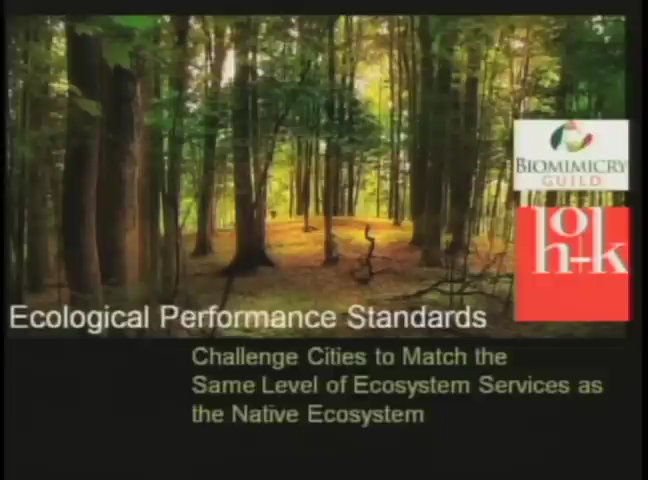 BIOMIMICRY
GUILD
hok
Ecological Performance Standards
Challenge Cities to Match the
Same Level of Ecosystem Services as
the Native Ecosystem